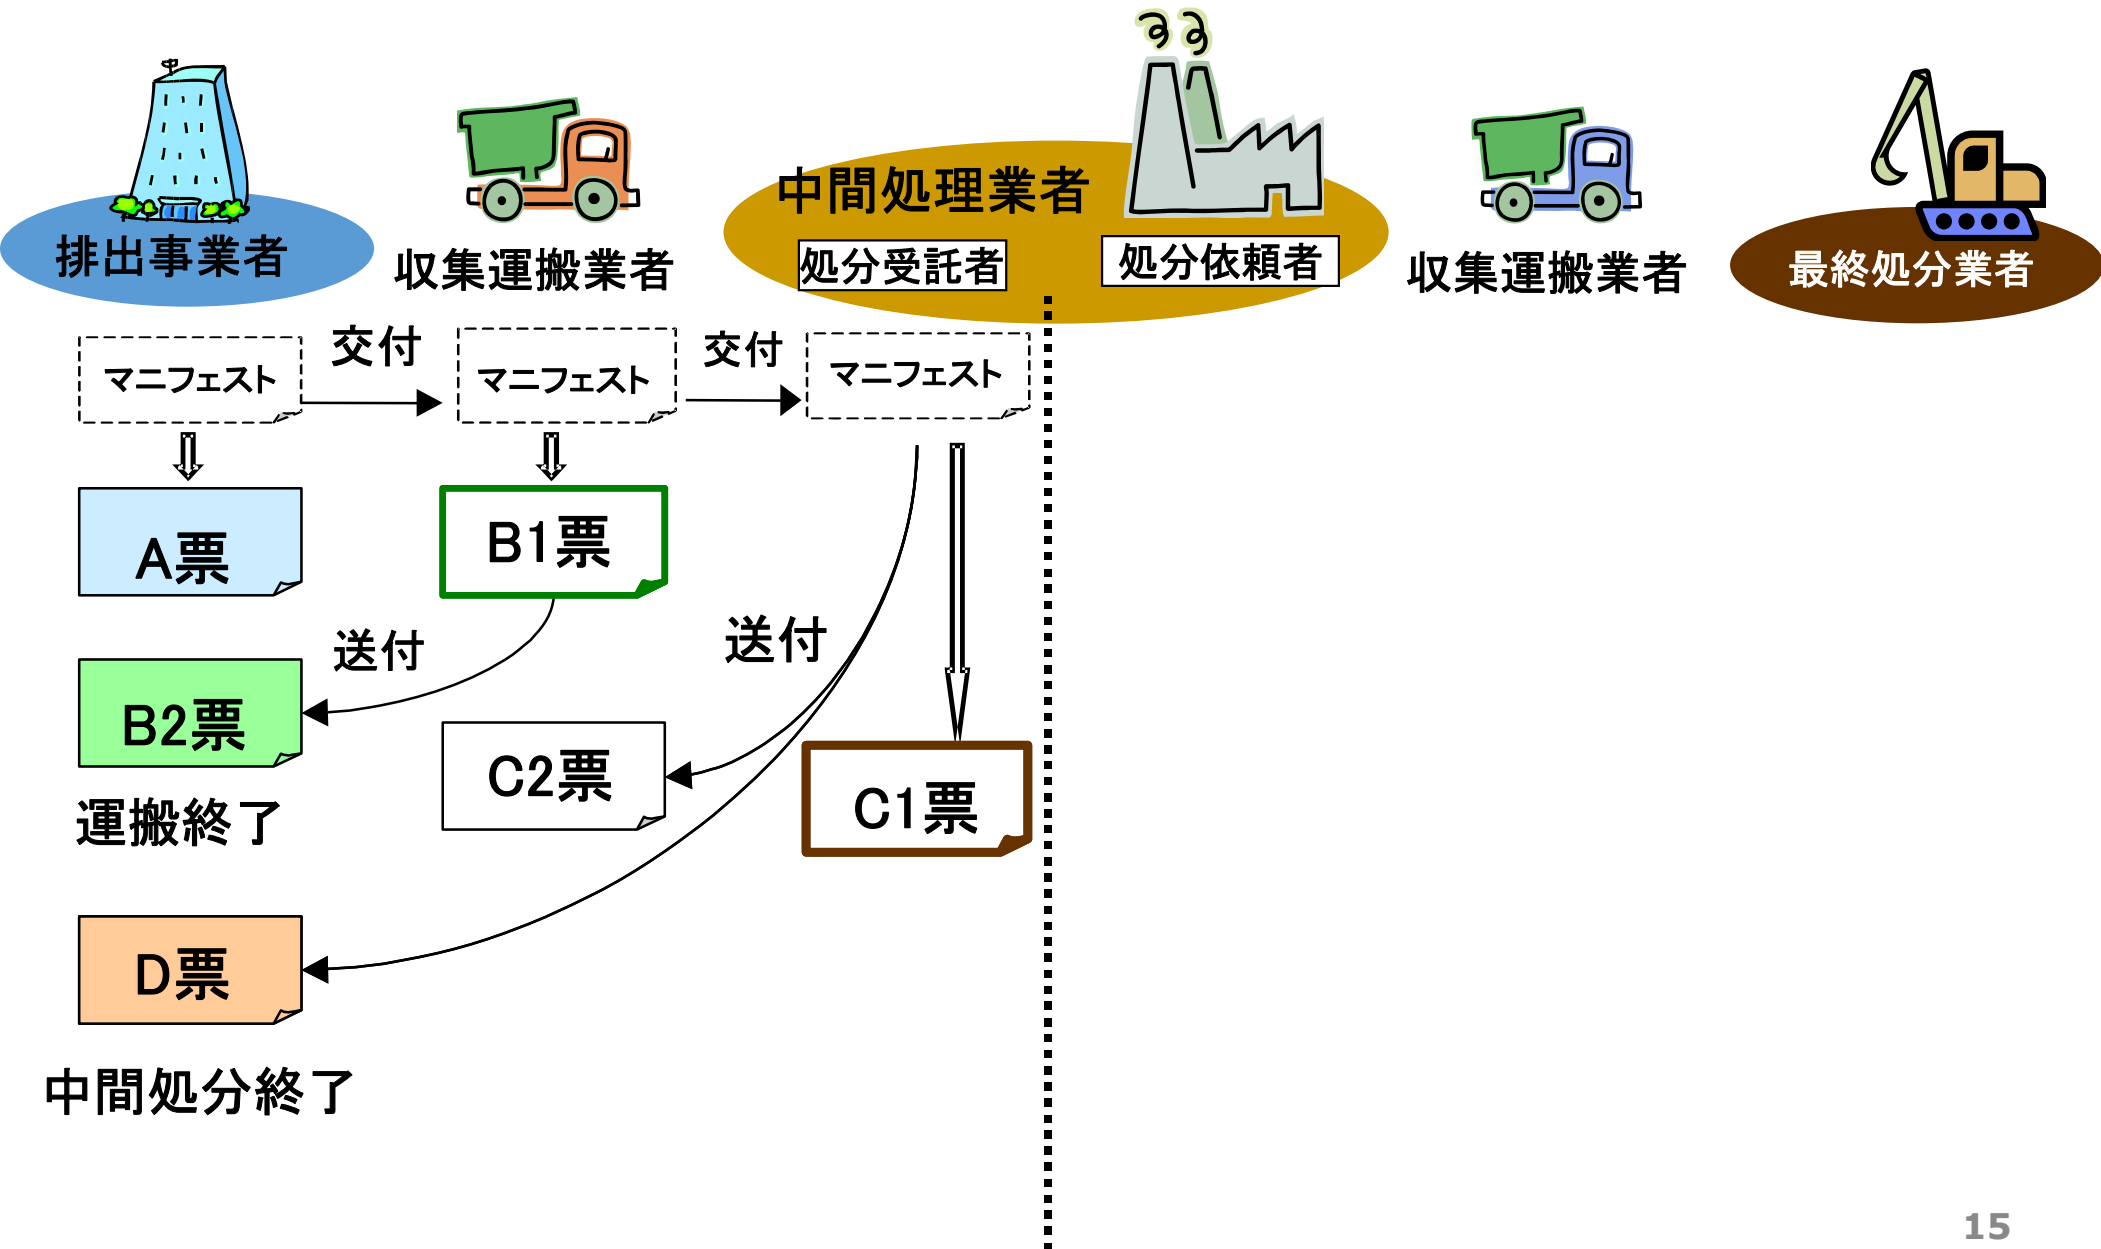 中間処理業者
排出事業者
収集運搬業者
処分受託者
処分依頼者
収集運搬業者
最終処分業者
マニフェスト
交付
マニフェスト
交付
マニフェスト
A票
B1票
送付
送付
B2票
C2票
C1票
運搬終了
D票
中間処分終了
15